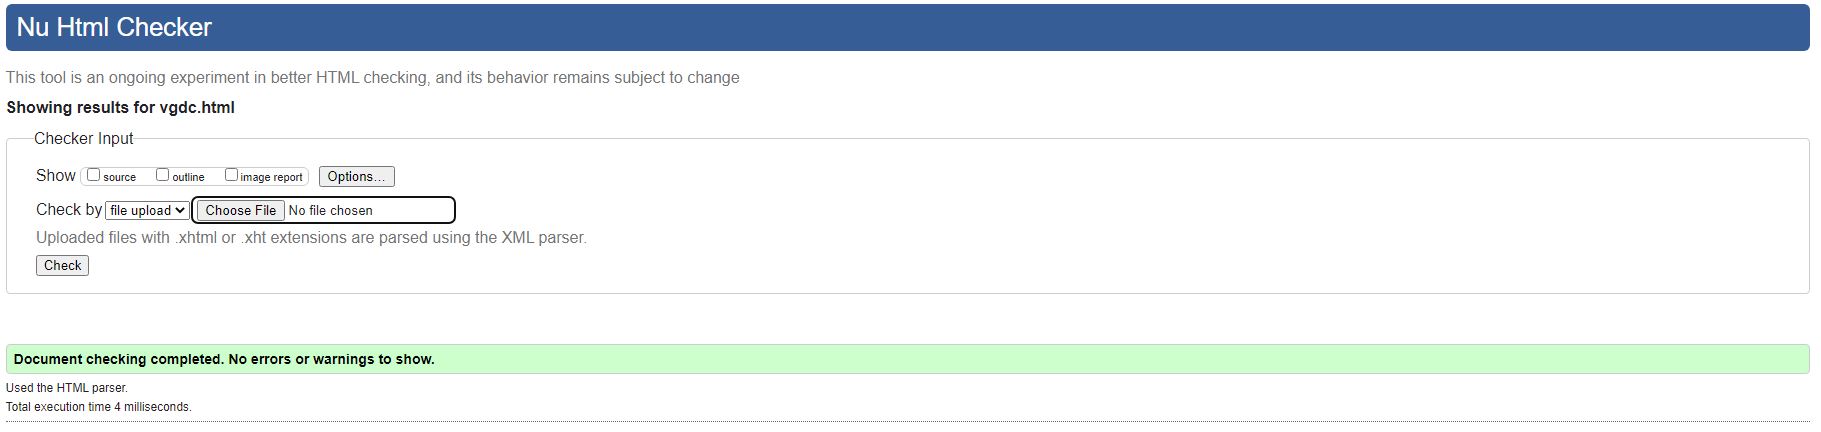 Nu Html Checker
This tool is an ongoing experiment in better HTML checking, and its behavior remains subject to change
Showing results for vgdc.html
Checker Input
Show source outline image report Options...
Check by file upload Choose File No file chosen
Uploaded files with .xhtml or .xht extensions are parsed using the XML parser.
Check
Document checking completed. No errors or warnings to show.
Used the HTML parser.
Total execution time 4 milliseconds.